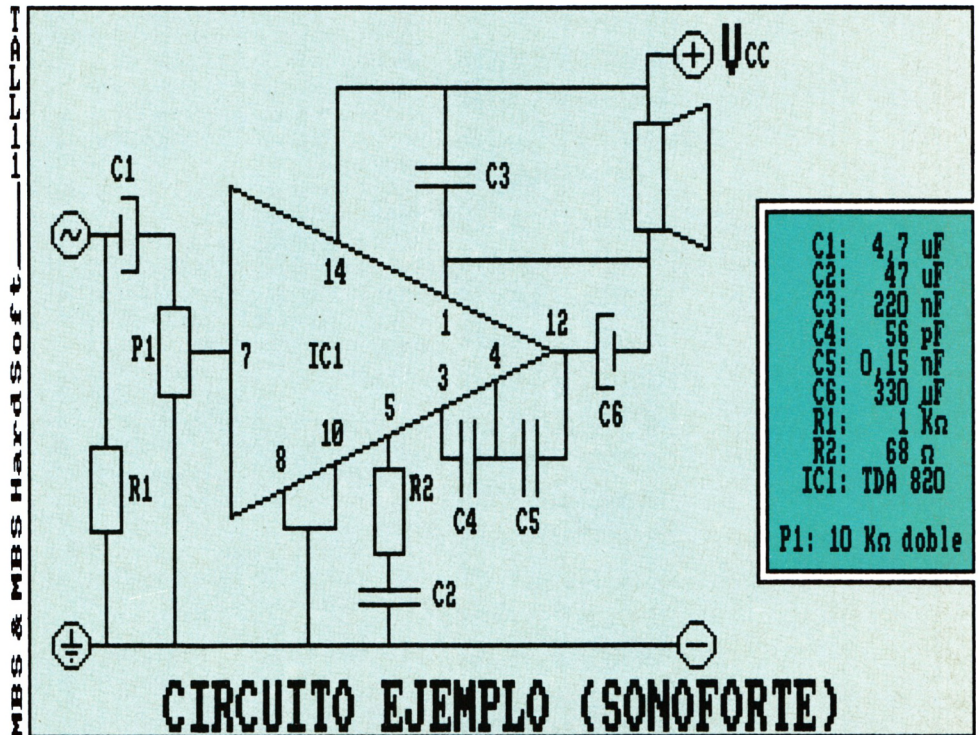 MBS & MBS Hardsoft___iiiLLLAT
Vcc
C1
C3
14
P1
7
IC1
1
12
4
3
C6
10
5
8
R1
R2
C4
C5
C2
C1: 4,7 uF
C2: 47 uF
C3: 220 nF
C4: 56 pF
C5: 0,15 nF
C6: 330 uF
R1: 1 KΩ
R2: 68 Ω
IC1: TDA 820
P1: 10 KΩ doble
CIRCUITO EJEMPLO (SONOFORTE)